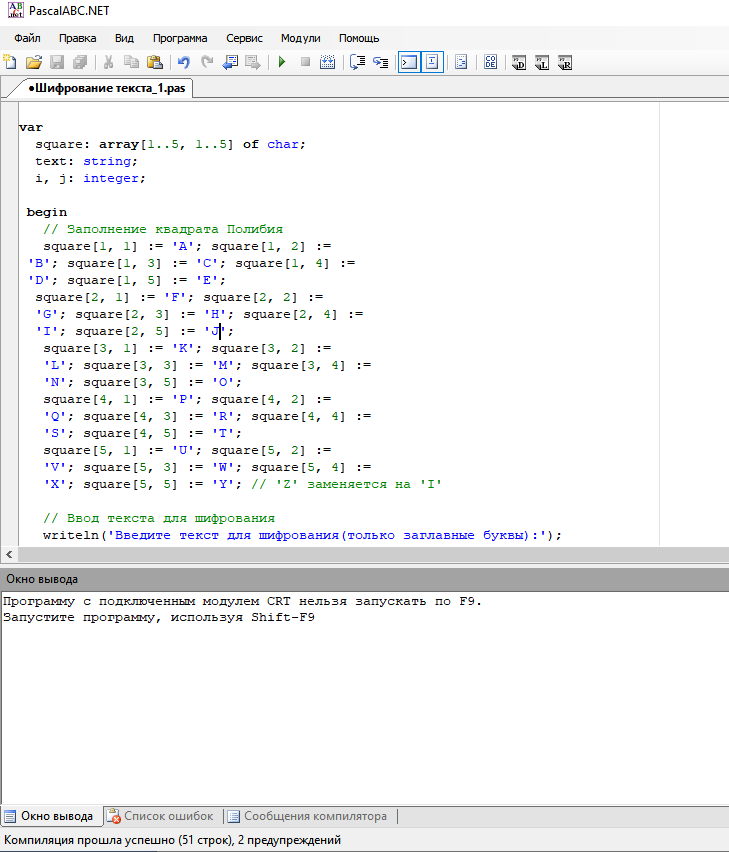 PascalABC.NET
Файл Правка Вид Программа Сервис Модули Помощь
•Шифрование текста_1.pas
var
square: array[1..5, 1..5] of char;
text: string;
i, j: integer;
begin
// Заполнение квадрата Полибия
square[1, 1] := 'A'; square[1, 2] :=
'B'; square[1, 3] := 'C'; square[1, 4] :=
'D'; square[1, 5] := 'E';
square[2, 1] := 'F'; square[2, 2] :=
'G'; square[2, 3] := 'H'; square[2, 4] :=
'I'; square[2, 5] := 'J';
square[3, 1] := 'K'; square[3, 2] :=
'L'; square[3, 3] := 'M'; square[3, 4] :=
'N'; square[3, 5] := 'O';
square[4, 1] := 'P'; square[4, 2] :=
'Q'; square[4, 3] := 'R'; square[4, 4] :=
'S'; square[4, 5] := 'T';
square[5, 1] := 'U'; square[5, 2] :=
'V'; square[5, 3] := 'W'; square[5, 4] :=
'X'; square[5, 5] := 'Y'; // 'Z' заменяется на 'I'
// Ввод текста для шифрования
writeln('Введите текст для шифрования(только заглавные буквы):');
Окно вывода
Программу с подключенным модулем CRT нельзя запускать по F9.
Запустите программу, используя Shift-F9
Окно вывода Список ошибок Сообщения компилятора
Компиляция прошла успешно (51 строк), 2 предупреждений